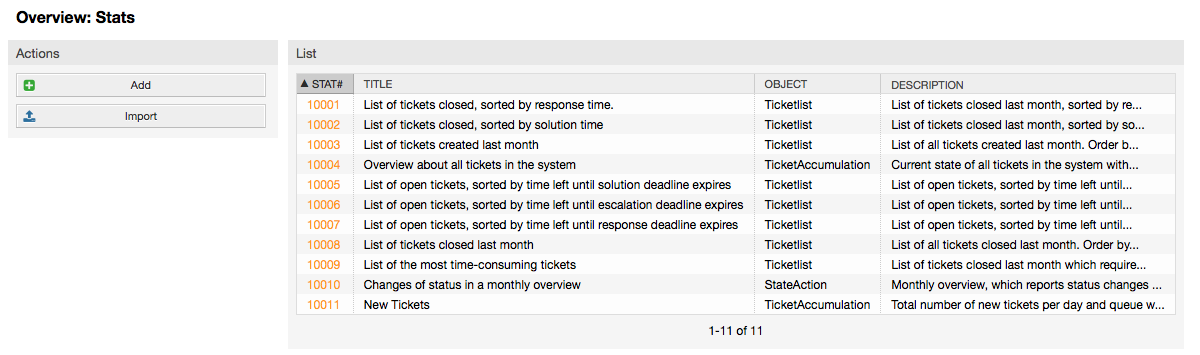 Overview: Stats
Actions
Add
Import
List
▲ STAT# TITLE OBJECT DESCRIPTION
10001 List of tickets closed, sorted by response time. Ticketlist List of tickets closed last month, sorted by re...
10002 List of tickets closed, sorted by solution time Ticketlist List of tickets closed last month, sorted by so...
10003 List of tickets created last month Ticketlist List of all tickets created last month. Order b...
10004 Overview about all tickets in the system TicketAccumulation Current state of all tickets in the system with...
10005 List of open tickets, sorted by time left until solution deadline expires Ticketlist List of open tickets, sorted by time left until...
10006 List of open tickets, sorted by time left until escalation deadline expires Ticketlist List of open tickets, sorted by time left until...
10007 List of open tickets, sorted by time left until response deadline expires Ticketlist List of open tickets, sorted by time left until...
10008 List of tickets closed last month Ticketlist List of all tickets closed last month. Order by...
10009 List of the most time-consuming tickets Ticketlist List of tickets closed last month which require...
10010 Changes of status in a monthly overview StateAction Monthly overview, which reports status changes ...
10011 New Tickets TicketAccumulation Total number of new tickets per day and queue w...
1-11 of 11